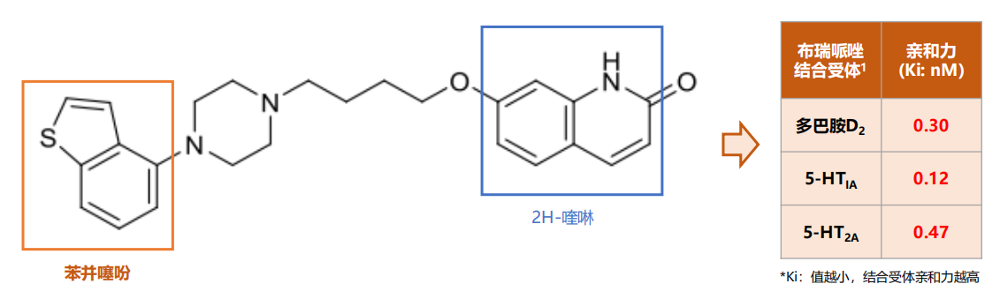 S
N
N
O
H
N
O
苯并噻吩
2H-喹啉
布瑞哌唑
结合受体1
亲和力
(Ki: nM)
多巴胺D2
0.30
5-HTIA
0.12
5-HT2A
0.47
*Ki：值越小，结合受体亲和力越高